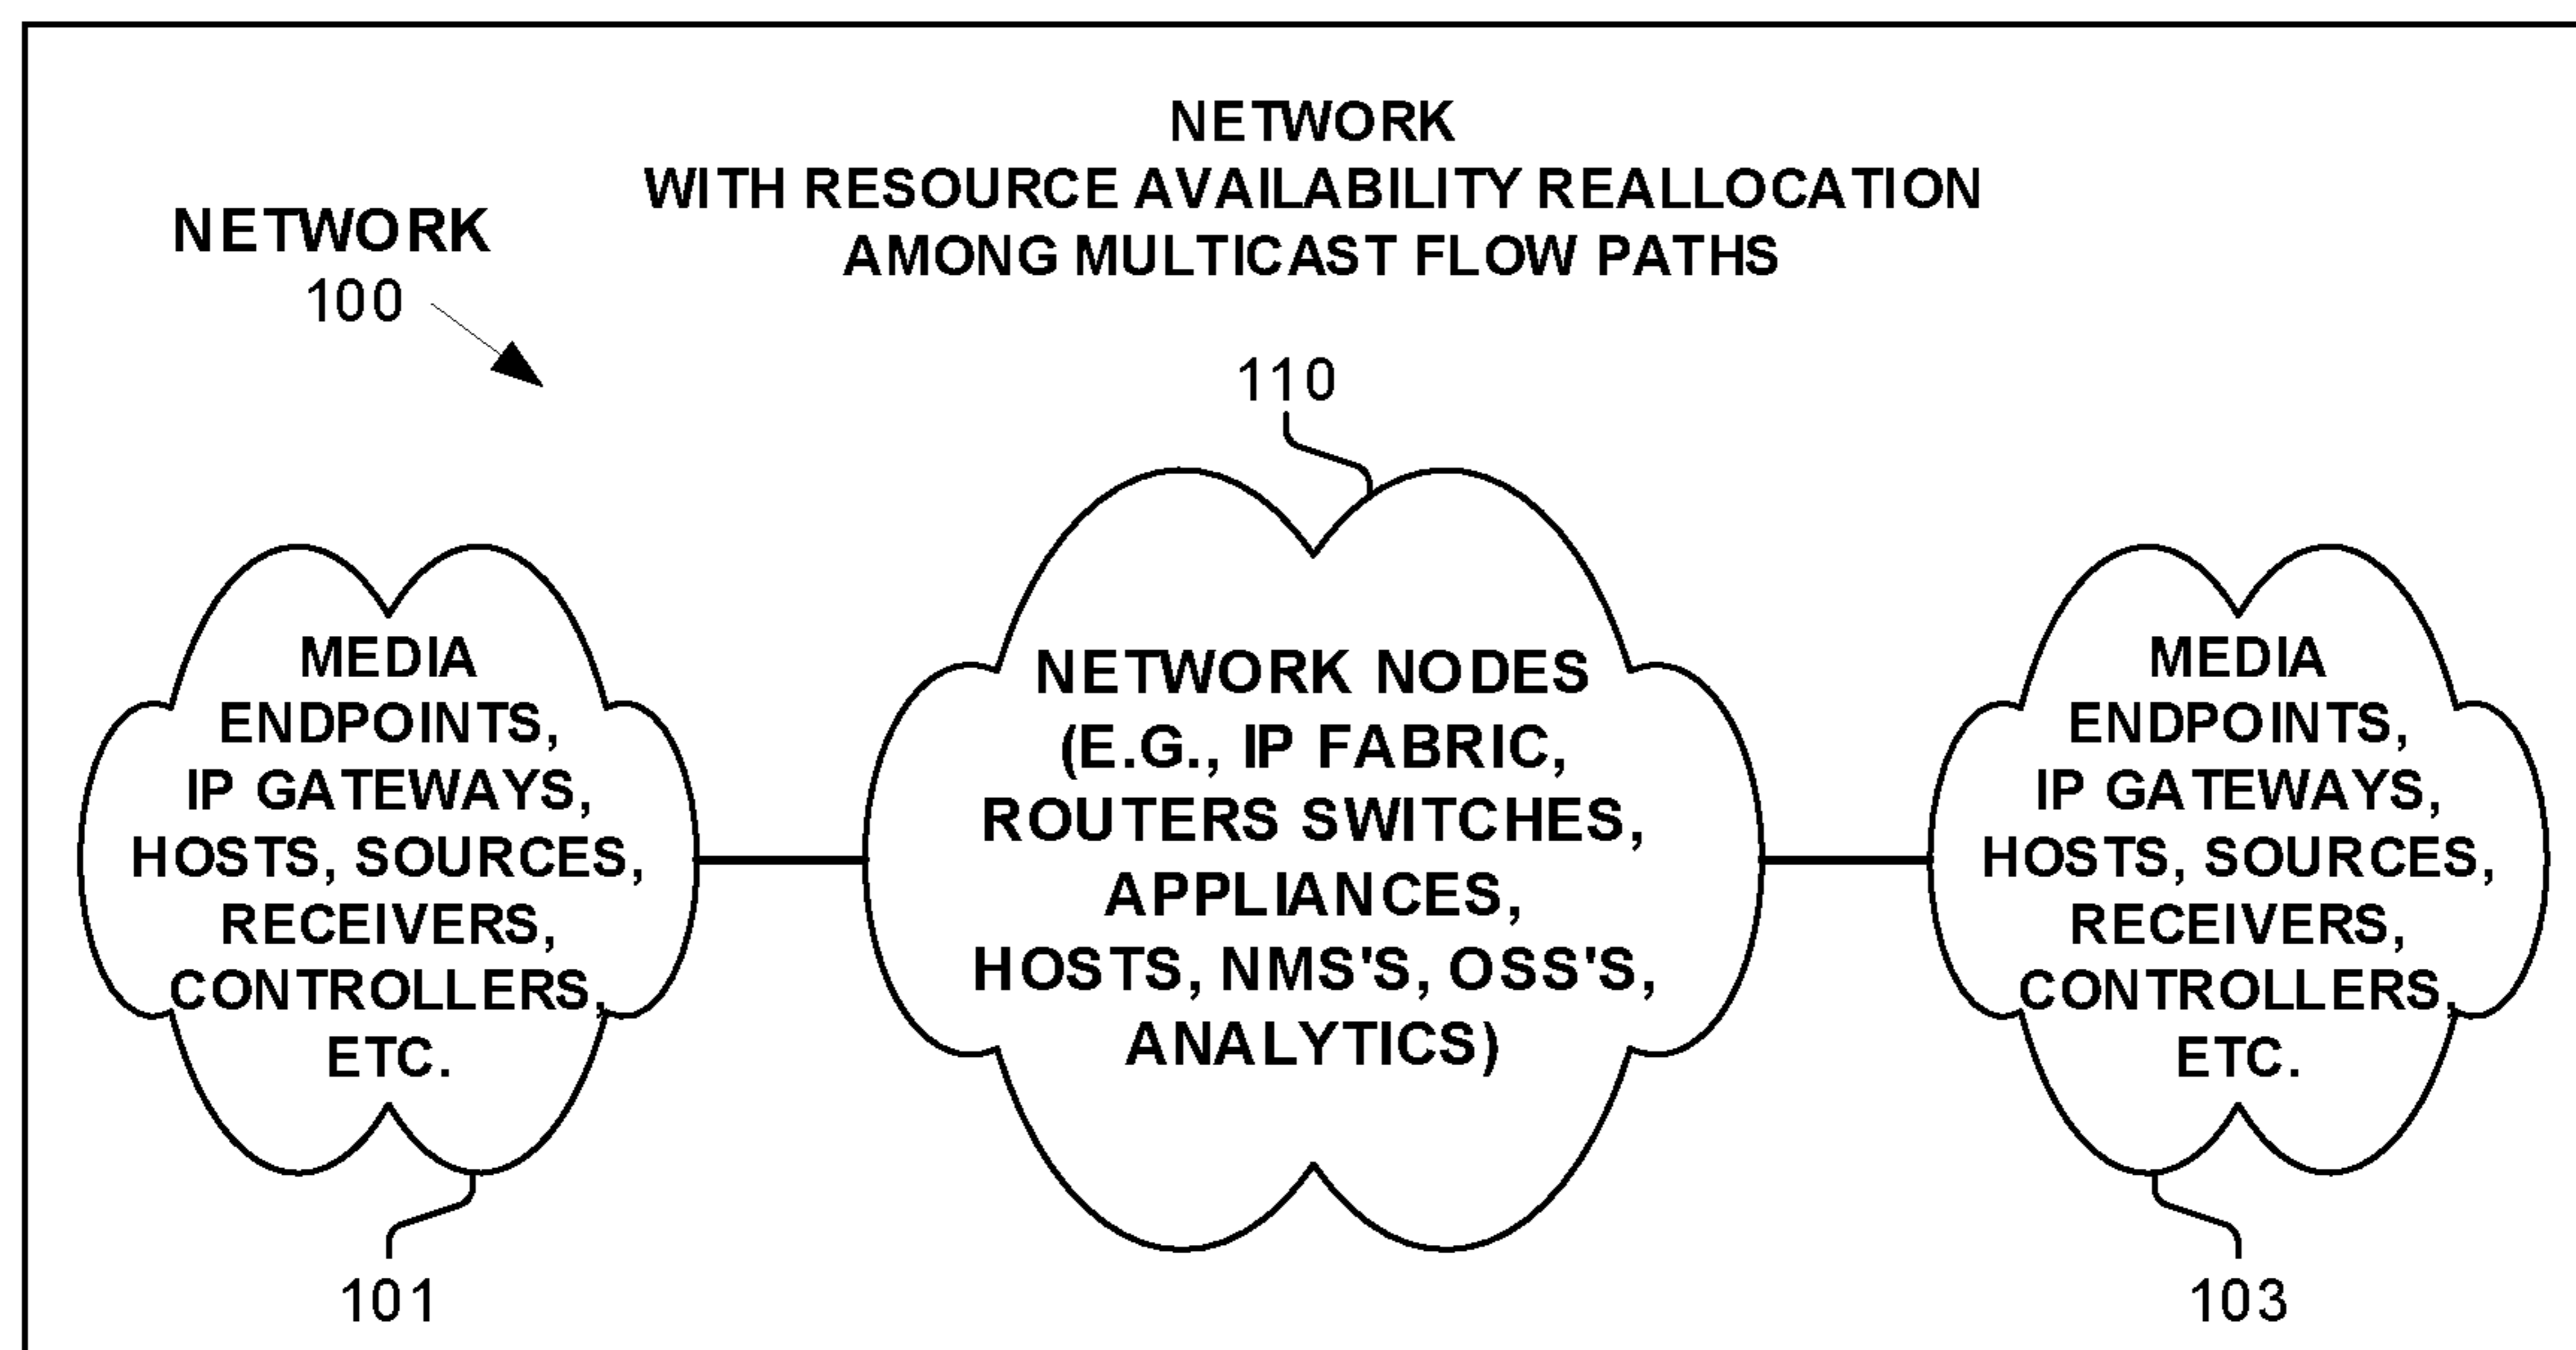 NETWORK
WITH RESOURCE AVAILABILITY REALLOCATION
AMONG MULTICAST FLOW PATHS
NETWORK
100
110
MEDIA
ENDPOINTS,
IP GATEWAYS,
HOSTS, SOURCES,
RECEIVERS,
CONTROLLERS,
ETC.
101
NETWORK NODES
(E.G., IP FABRIC,
ROUTERS SWITCHES,
APPLIANCES,
HOSTS, NMS'S, OSS'S,
ANALYTICS)
MEDIA
ENDPOINTS,
IP GATEWAYS,
HOSTS, SOURCES,
RECEIVERS,
CONTROLLERS,
ETC.
103